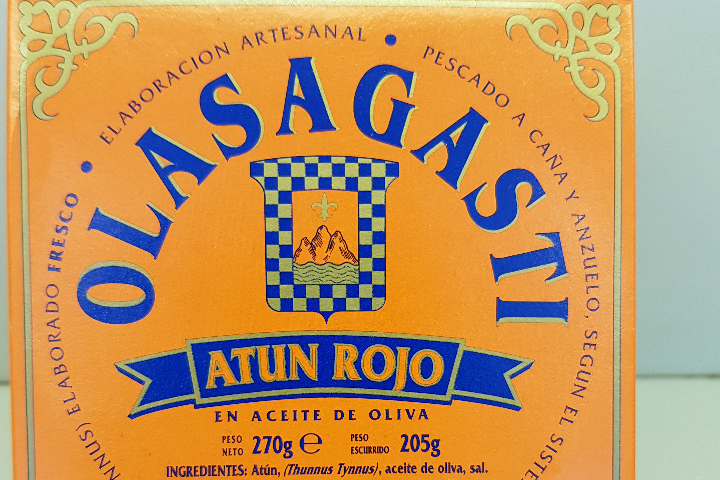 NNUS) ELABORADO FRESCO • ELABORACION ARTESANAL • PESCADO A CAÑA Y ANZUELO, SEGUN EL SISTE
OLASAGASTI
ATUN ROJO
EN ACEITE DE OLIVA
PESO NETO 270g ℮ PESO ESCURRIDO 205g
INGREDIENTES: Atún, (Thunnus Tynnus), aceite de oliva, sal.